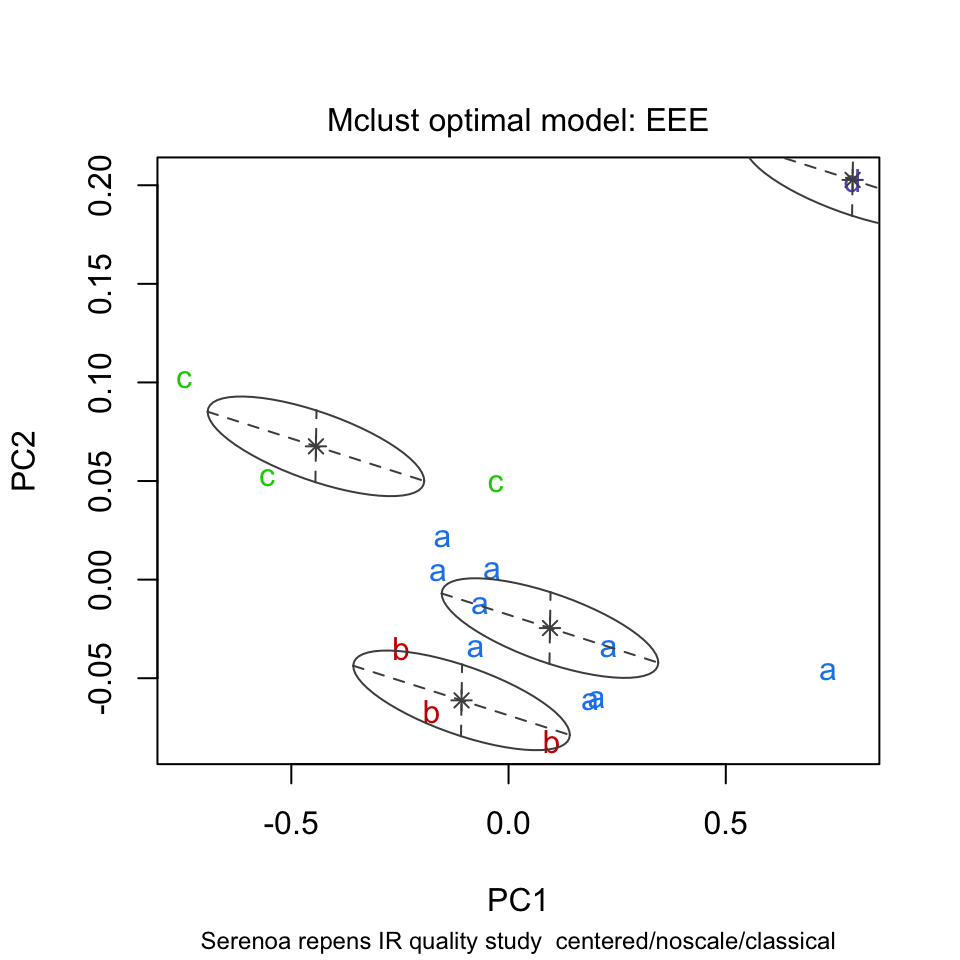 Mclust optimal model: EEE
0.20
d
0.15
0.10
c
0.05
c
c
a
0.00
a
a
a
a
a
a
-0.05
b
a
a
b
b
PC2
-0.5
0.0
0.5
PC1
Serenoa repens IR quality study  centered/noscale/classical